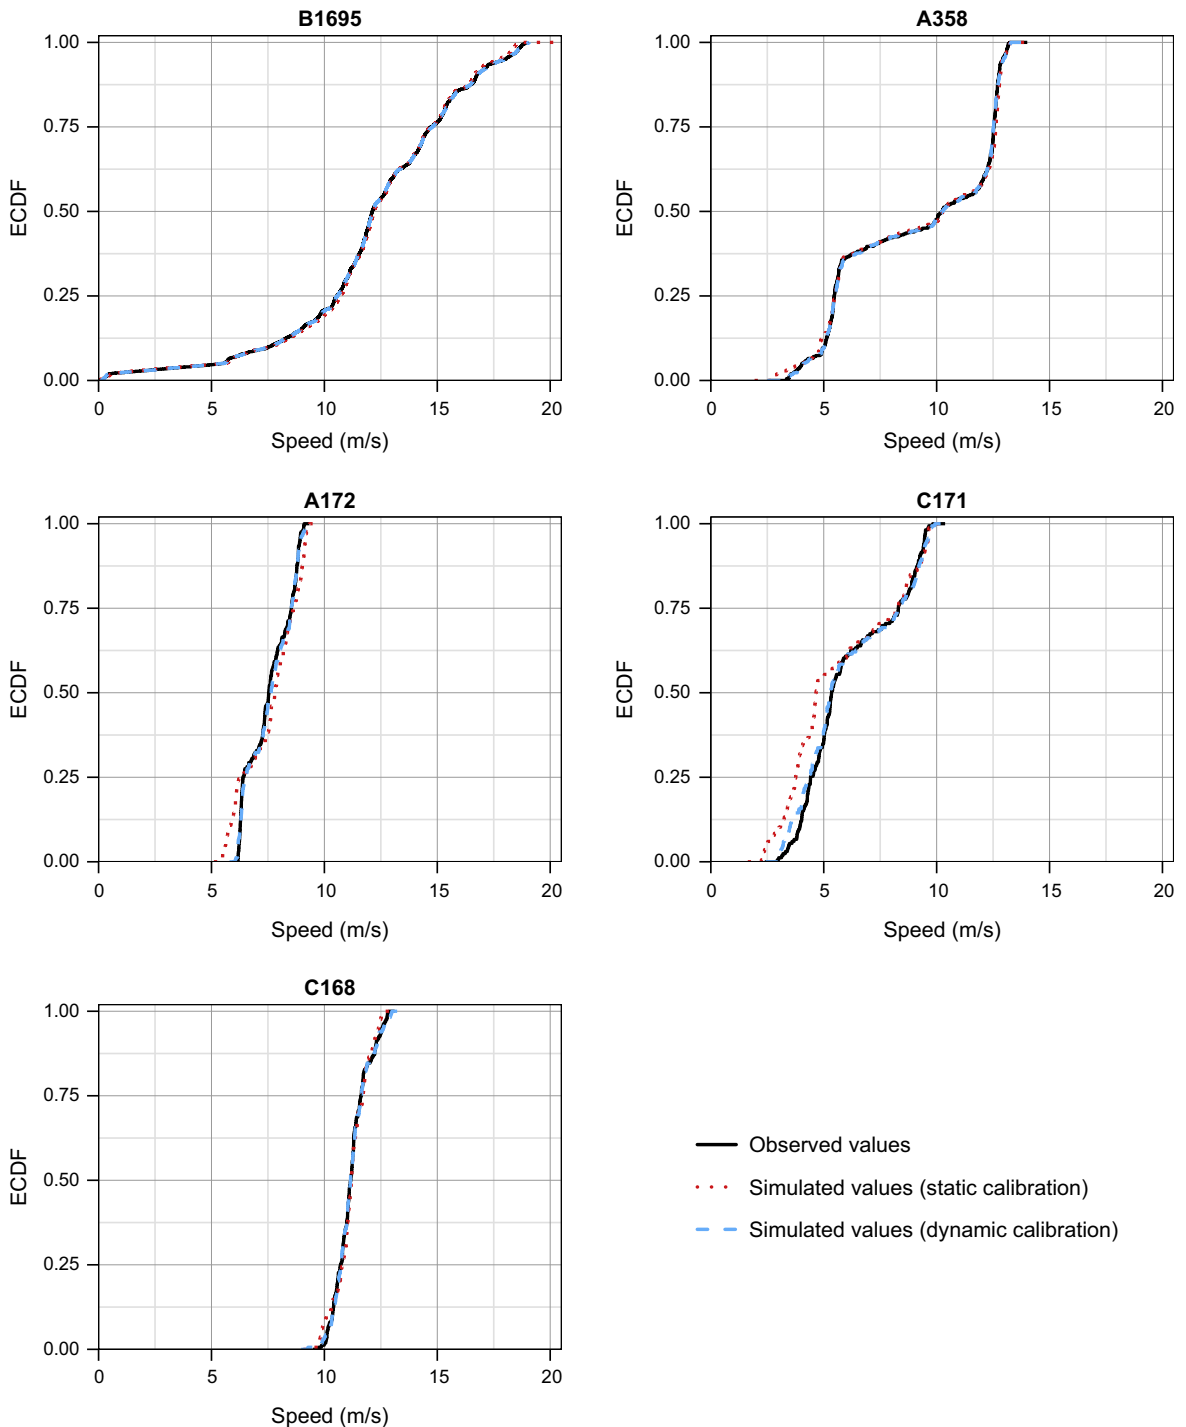 B1695
1.00
0.75
0.50
0.25
0.00
ECDF
0 5 10 15 20
Speed (m/s)
A358
1.00
0.75
0.50
0.25
0.00
ECDF
0 5 10 15 20
Speed (m/s)
A172
1.00
0.75
0.50
0.25
0.00
ECDF
0 5 10 15 20
Speed (m/s)
C171
1.00
0.75
0.50
0.25
0.00
ECDF
0 5 10 15 20
Speed (m/s)
C168
1.00
0.75
0.50
0.25
0.00
ECDF
0 5 10 15 20
Speed (m/s)
Observed values
Simulated values (static calibration)
Simulated values (dynamic calibration)